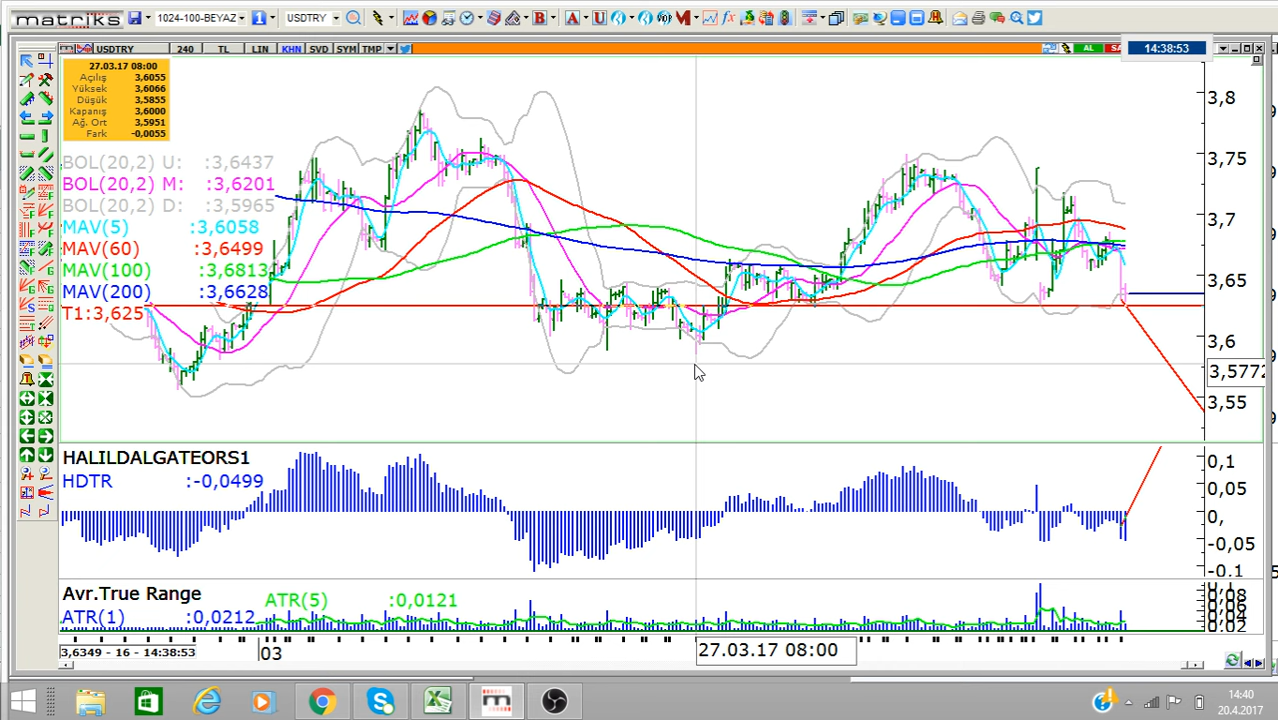 matriks 1024-100-BEYAZ 1 USDTRY B A U M fx
USDTRY 240 TL LIN KHN SVD SYM TMP AL 14:38:53
27.03.17 08:00
Açılış 3,6055
Yüksek 3,6066
Düşük 3,5855
Kapanış 3,6000
Ağ. Ort 3,5951
Fark -0,0055
BOL(20,2) U: :3,6437
BOL(20,2) M: :3,6201
BOL(20,2) D: :3,5965
MAV(5) :3,6058
MAV(60) :3,6499
MAV(100) :3,6813
MAV(200) :3,6628
T1:3,625
3,8
3,75
3,7
3,65
3,6
3,5772
3,55
HALILDALGATEORS1
HDTR :-0,0499
0,1
0,05
0,
-0,05
-0,1
Avr.True Range
ATR(1) :0,0212 ATR(5) :0,0121
0,08
0,06
0,04
0,02
3,6349 - 16 - 14:38:53 03 27.03.17 08:00
14:40
20.4.2017